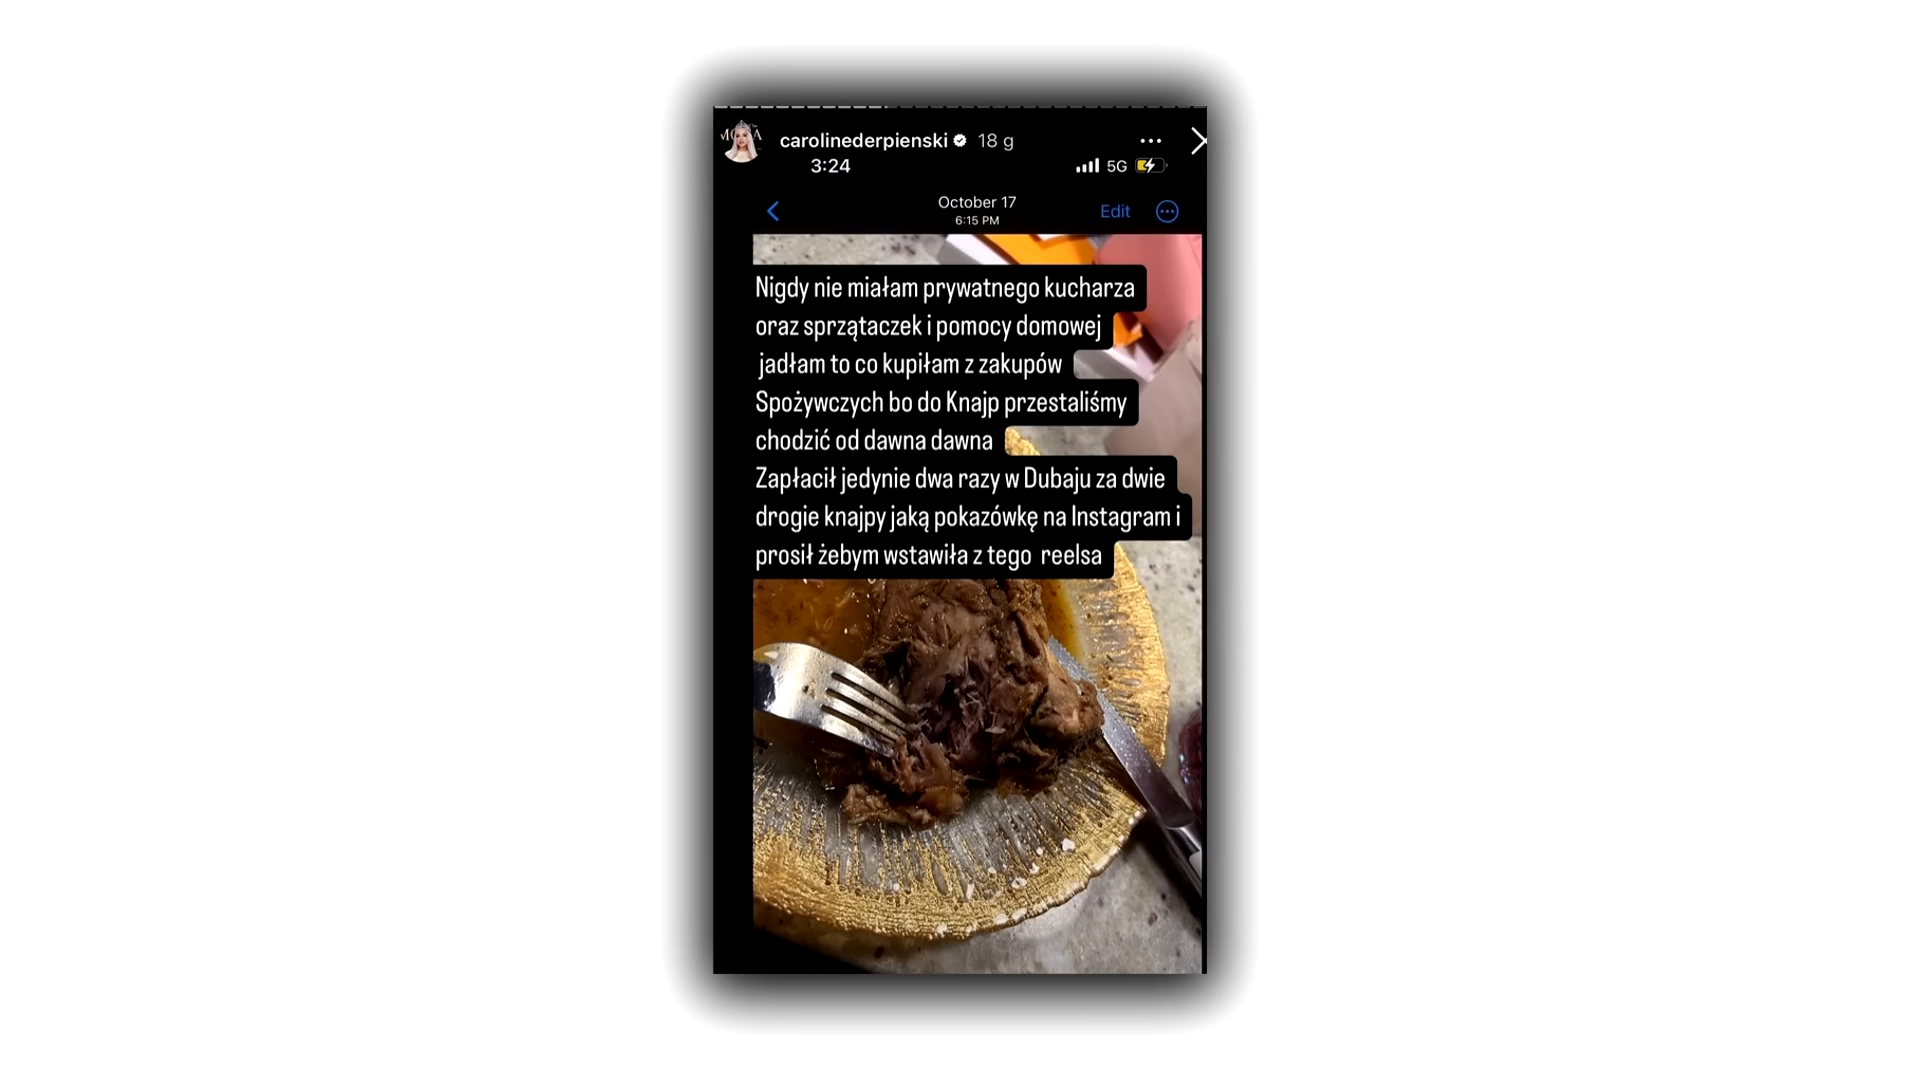 carolinederpienski 18 g
3:24
5G
October 17
6:15 PM
Edit
Nigdy nie miałam prywatnego kucharza
oraz sprzątaczek i pomocy domowej
jadłam to co kupiłam z zakupów
Spożywczych bo do Knajp przestaliśmy
chodzić od dawna dawna
Zapłacił jedynie dwa razy w Dubaju za dwie
drogie knajpy jaką pokazówkę na Instagram i
prosił żebym wstawiła z tego reelsa